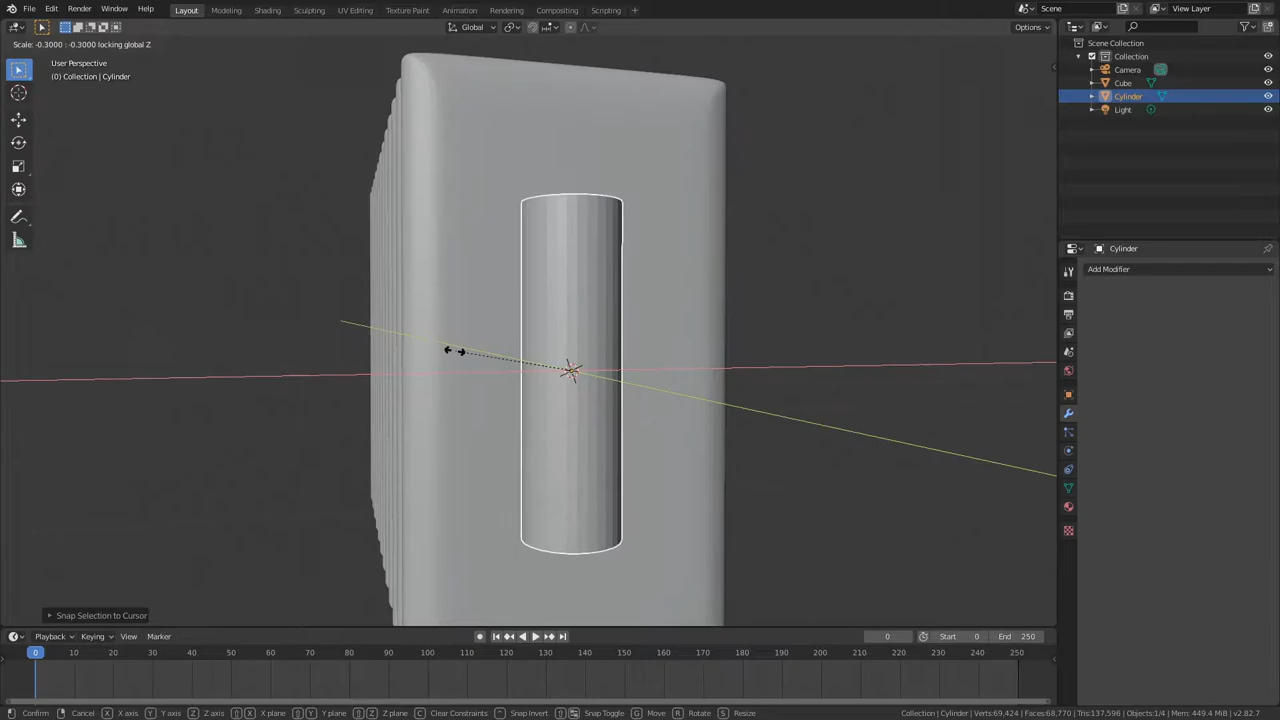 File Edit Render Window Help Layout Modeling Shading Sculpting UV Editing Texture Paint Animation Rendering Compositing Scripting + Scene View Layer
Global Options
Scale: -0.3000 : -0.3000 locking global Z
User Perspective
(0) Collection | Cylinder
Scene Collection
Collection
Camera
Cube
Cylinder
Light
Cylinder
Add Modifier
Snap Selection to Cursor
Playback Keying View Marker 0 Start 0 End 250
0 10 20 30 40 50 60 70 80 90 100 110 120 130 140 150 160 170 180 190 200 210 220 230 240 250
Confirm Cancel X X axis Y Y axis Z Z axis X X plane Y Y plane Z Z plane C Clear Constraints Snap Invert Snap Toggle G Move R Rotate S Resize Collection | Cylinder | Verts:69,424 | Faces:68,770 | Tris:137,596 | Objects:1/4 | Mem: 449.4 MiB | v2.82.7